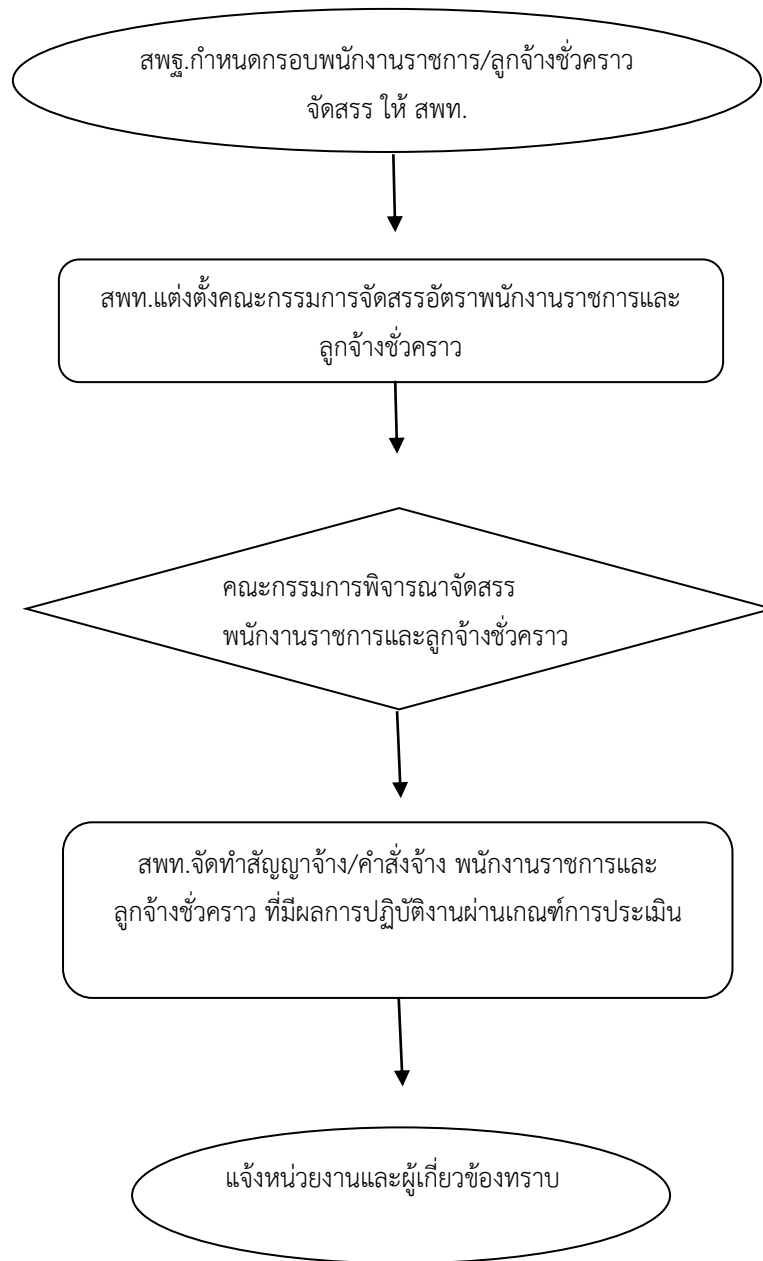 สพฐ.กำหนดกรอบพนักงานราชการ/ลูกจ้างชั่วคราว
จัดสรร ให้ สพท.
สพท.แต่งตั้งคณะกรรมการจัดสรรอัตราพนักงานราชการและ
ลูกจ้างชั่วคราว
คณะกรรมการพิจารณาจัดสรร
พนักงานราชการและลูกจ้างชั่วคราว
สพท.จัดทำสัญญาจ้าง/คำสั่งจ้าง พนักงานราชการและ
ลูกจ้างชั่วคราว ที่มีผลการปฏิบัติงานผ่านเกณฑ์การประเมิน
แจ้งหน่วยงานและผู้เกี่ยวข้องทราบ